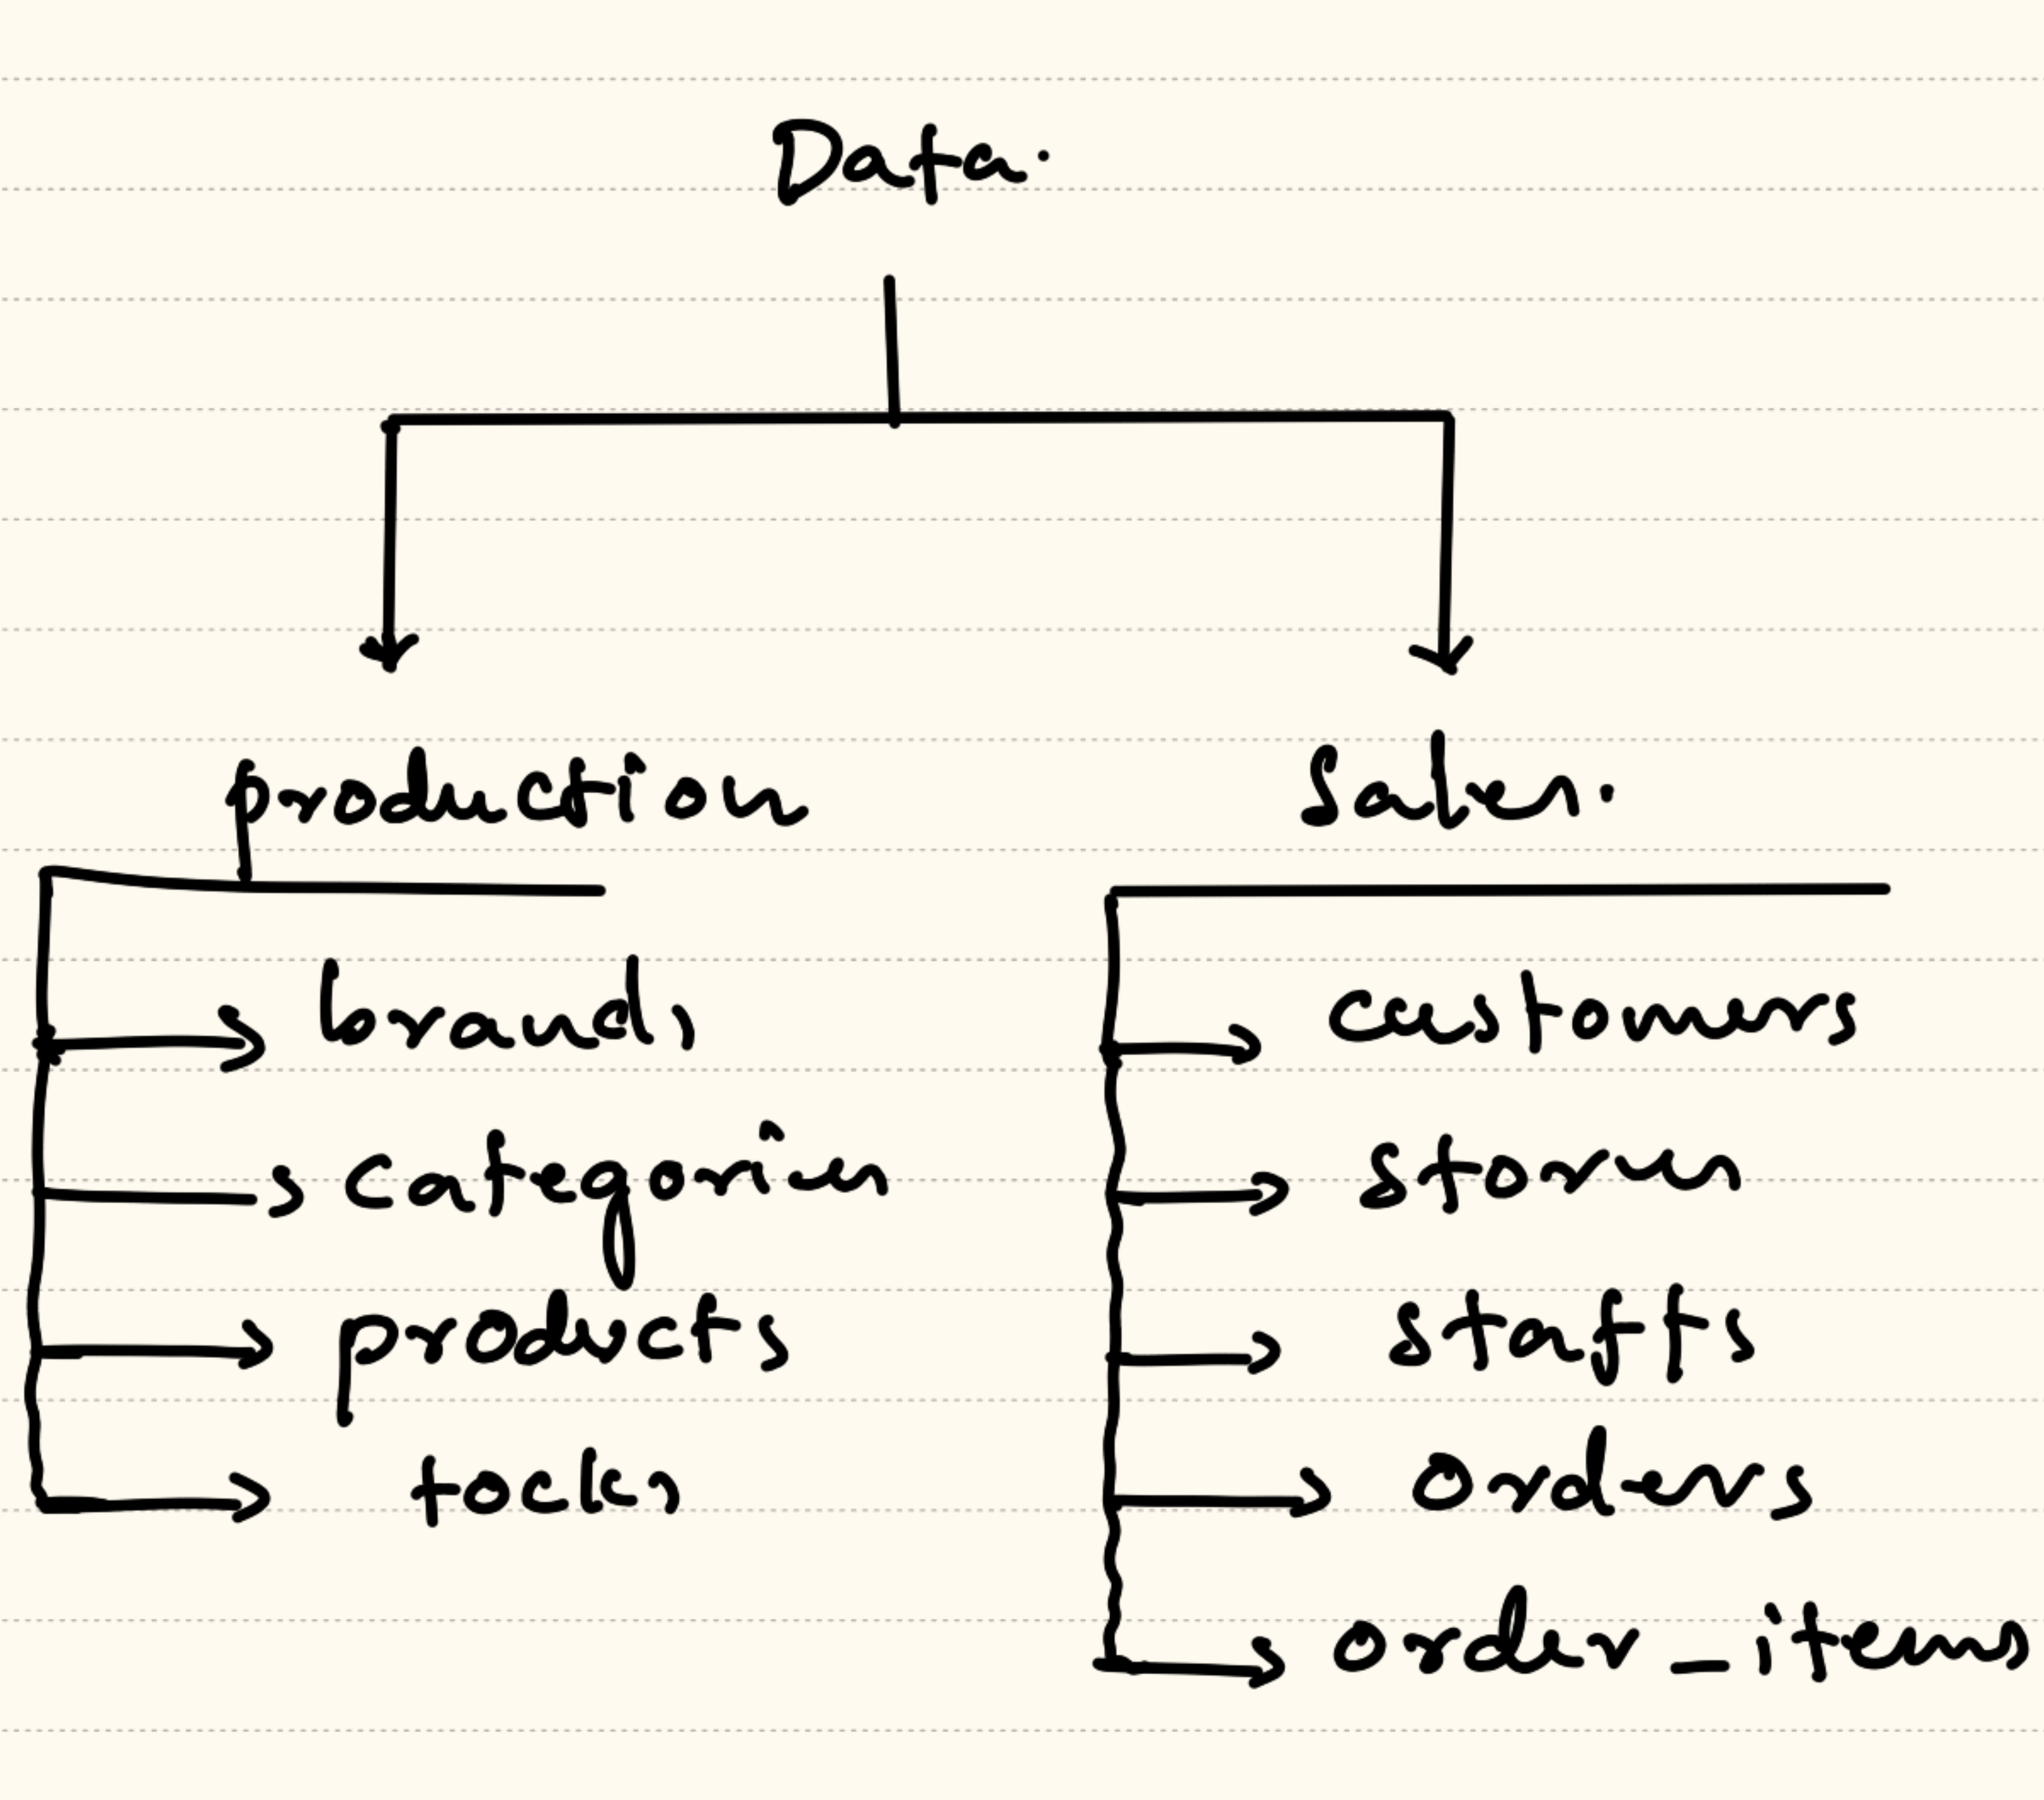 Data.
production
Sales.
brands
categories
products
tocks
customers
stores
staffs
orders
order_items